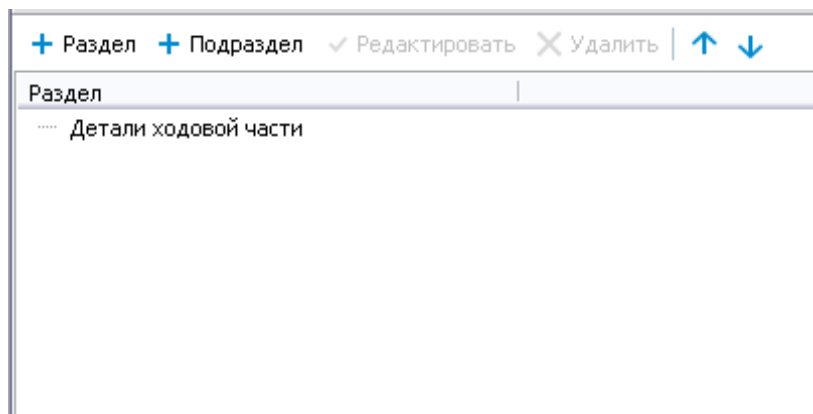 Раздел Подраздел Редактировать Удалить
Раздел
Детали ходовой части